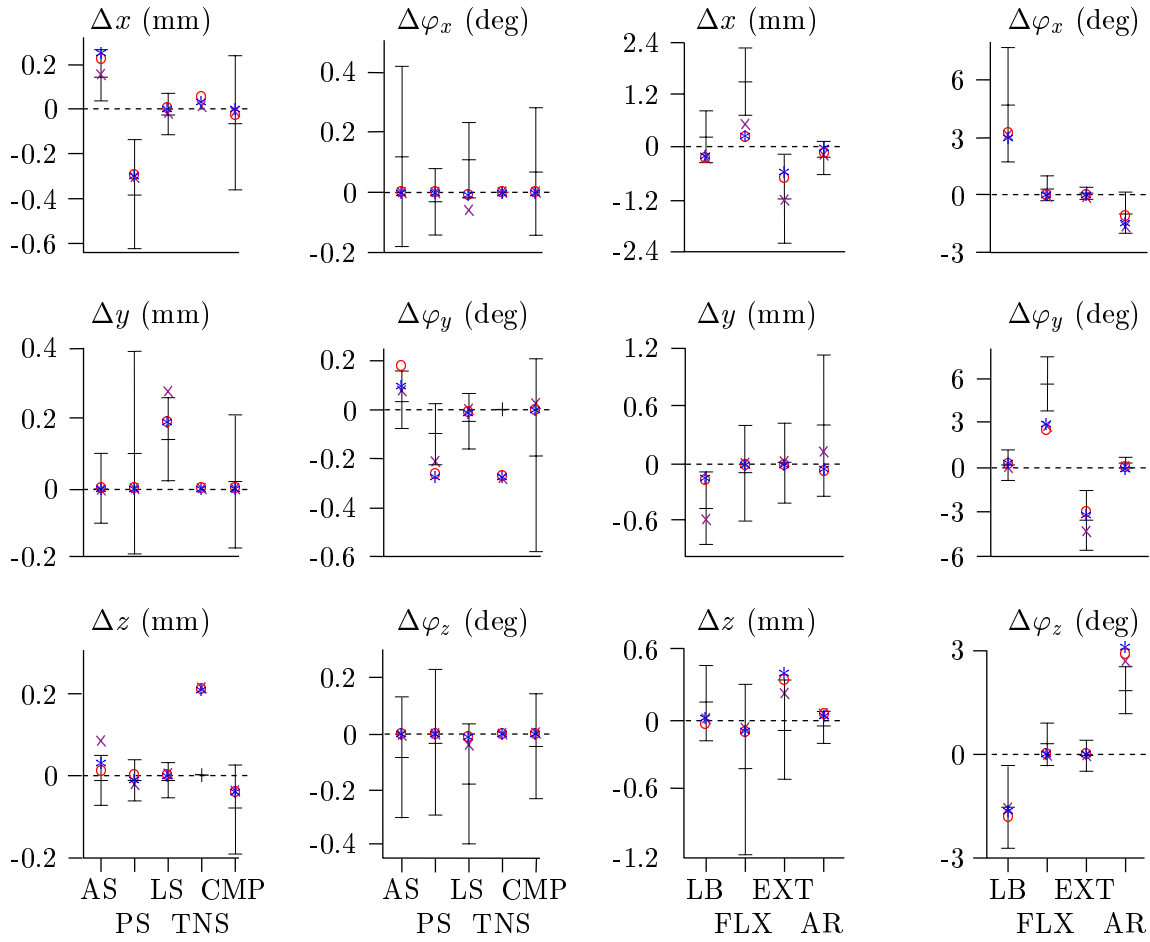 Δx (mm)
0.2
0
-0.2
-0.4
-0.6
Δφx (deg)
0.4
0.2
0
-0.2
Δx (mm)
2.4
1.2
0
-1.2
-2.4
Δφx (deg)
6
3
0
-3
Δy (mm)
0.4
0.2
0
-0.2
Δφy (deg)
0.2
0
-0.2
-0.4
-0.6
Δy (mm)
1.2
0.6
0
-0.6
Δφy (deg)
6
3
0
-3
-6
Δz (mm)
0.2
0
-0.2
AS LS CMP
PS TNS
Δφz (deg)
0
-0.2
-0.4
AS LS CMP
PS TNS
Δz (mm)
0.6
0
-0.6
-1.2
LB EXT
FLX AR
Δφz (deg)
3
0
-3
LB EXT
FLX AR